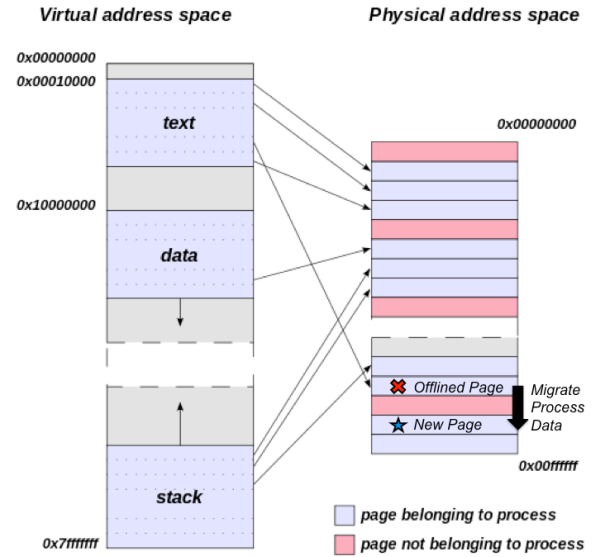 Virtual address space
Physical address space
0x00000000
0x00010000
text
0x10000000
data
stack
0x7fffffff
0x00000000
Offlined Page
New Page
Migrate
Process
Data
0x00ffffff
page belonging to process
page not belonging to process